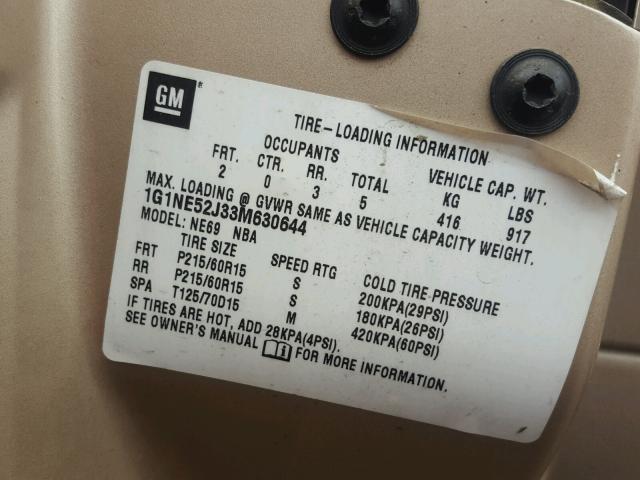 GM
TIRE-LOADING INFORMATION
OCCUPANTS VEHICLE CAP. WT.
FRT. CTR. RR. TOTAL KG LBS
2 0 3 5 416 917
MAX. LOADING @ GVWR SAME AS VEHICLE CAPACITY WEIGHT.
1G1NE52J33M630644
MODEL: NE69 NBA
TIRE SIZE SPEED RTG COLD TIRE PRESSURE
FRT P215/60R15 S 200KPA(29PSI)
RR P215/60R15 S 180KPA(26PSI)
SPA T125/70D15 M 420KPA(60PSI)
IF TIRES ARE HOT, ADD 28KPA(4PSI).
SEE OWNER'S MANUAL FOR MORE INFORMATION.